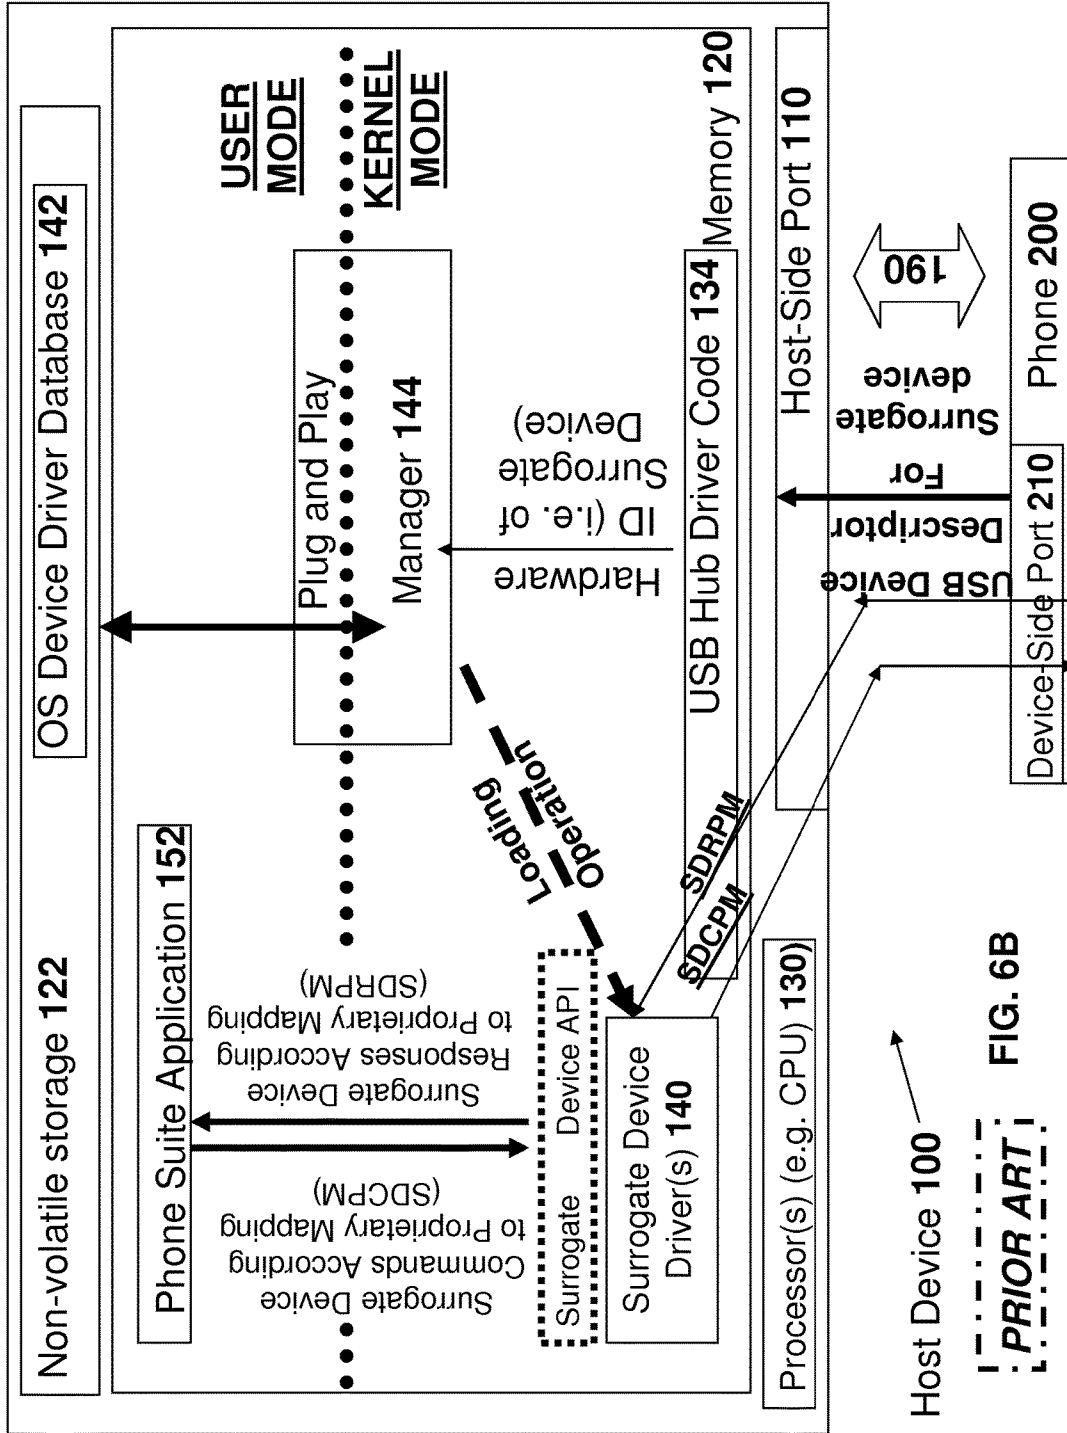 Non-volatile storage 122
OS Device Driver Database 142
Phone Suite Application 152
USER
MODE
KERNEL
MODE
Plug and Play
Manager 144
Surrogate Device
Commands According
to Proprietary Mapping
(SDCPM)
Surrogate Device
Responses According
to Proprietary Mapping
(SDRPM)
Loading
Operation
Hardware
ID (i.e. of
Surrogate
Device)
Surrogate Device API
Surrogate Device
Driver(s) 140
SDCPM
SDRPM
USB Hub Driver Code 134
Memory 120
Processor(s) (e.g. CPU) 130)
Host-Side Port 110
USB Device
Descriptor
For
Surrogate
device
190
Host Device 100
Device-Side Port 210
Phone 200
PRIOR ART
FIG. 6B